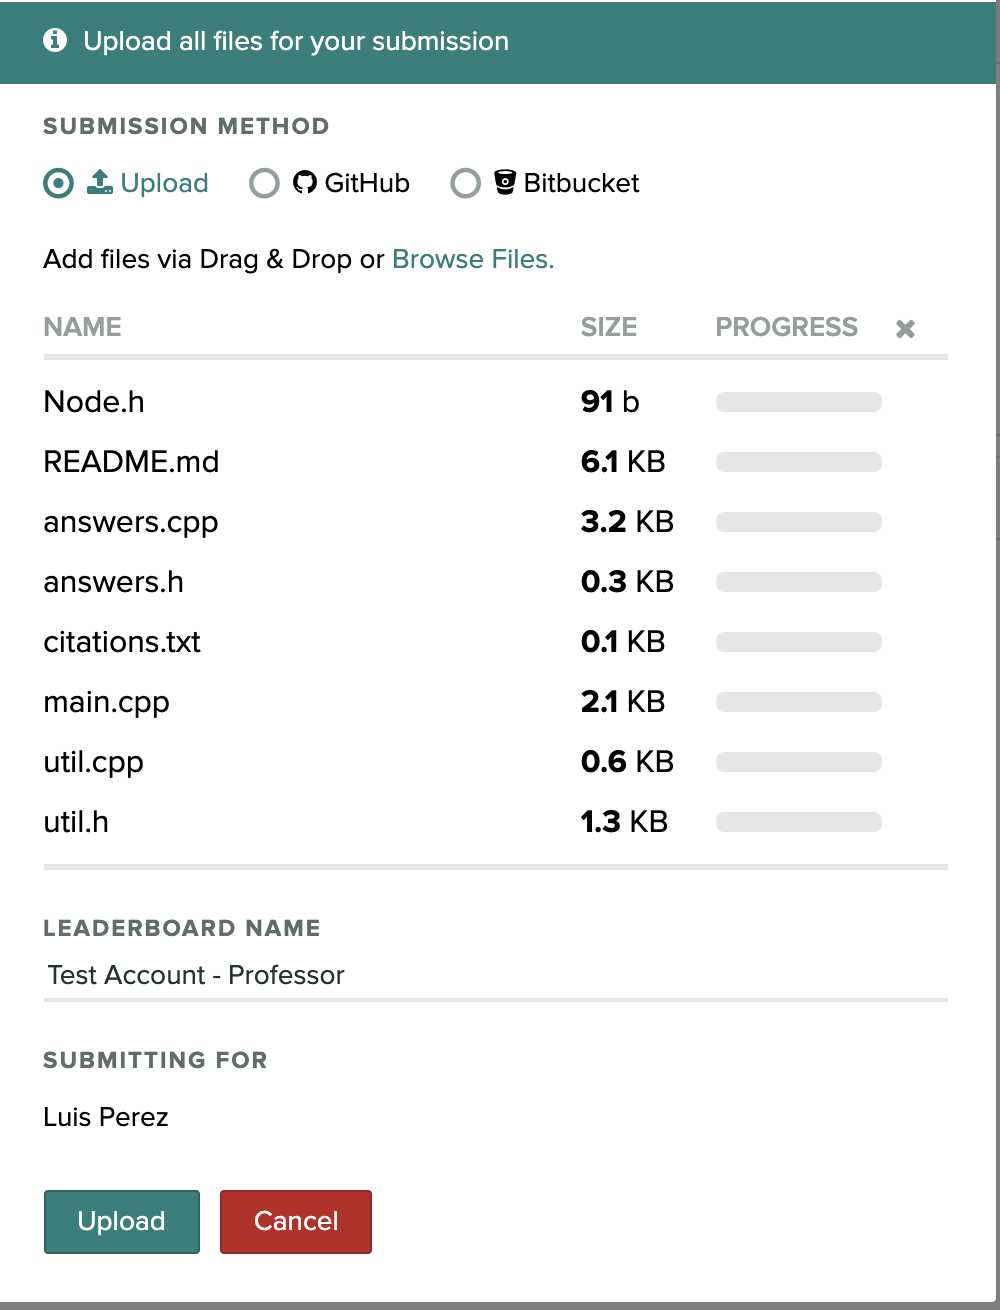 Upload all files for your submission
SUBMISSION METHOD
Upload GitHub Bitbucket
Add files via Drag & Drop or Browse Files.
NAME SIZE PROGRESS
Node.h 91 b
README.md 6.1 KB
answers.cpp 3.2 KB
answers.h 0.3 KB
citations.txt 0.1 KB
main.cpp 2.1 KB
util.cpp 0.6 KB
util.h 1.3 KB
LEADERBOARD NAME
Test Account - Professor
SUBMITTING FOR
Luis Perez
Upload Cancel